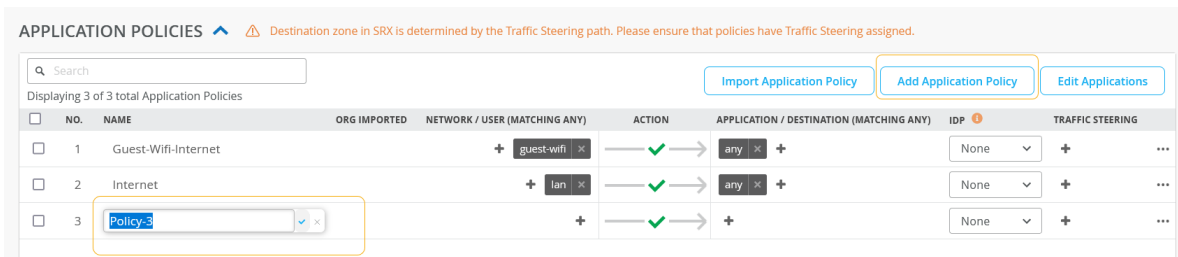 APPLICATION POLICIES Destination zone in SRX is determined by the Traffic Steering path. Please ensure that policies have Traffic Steering assigned.
Search
Import Application Policy Add Application Policy Edit Applications
Displaying 3 of 3 total Application Policies
NO. NAME ORG IMPORTED NETWORK / USER (MATCHING ANY) ACTION APPLICATION / DESTINATION (MATCHING ANY) IDP TRAFFIC STEERING
1 Guest-Wifi-Internet + guest-wifi × any × + None + ...
2 Internet + lan × any × + None + ...
3 Policy-3 × + + None + ...